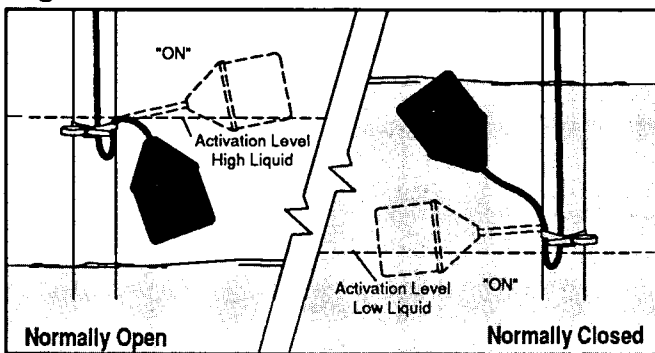 "ON"
Activation Level
High Liquid
Normally Open
Activation Level
Low Liquid
"ON"
Normally Closed